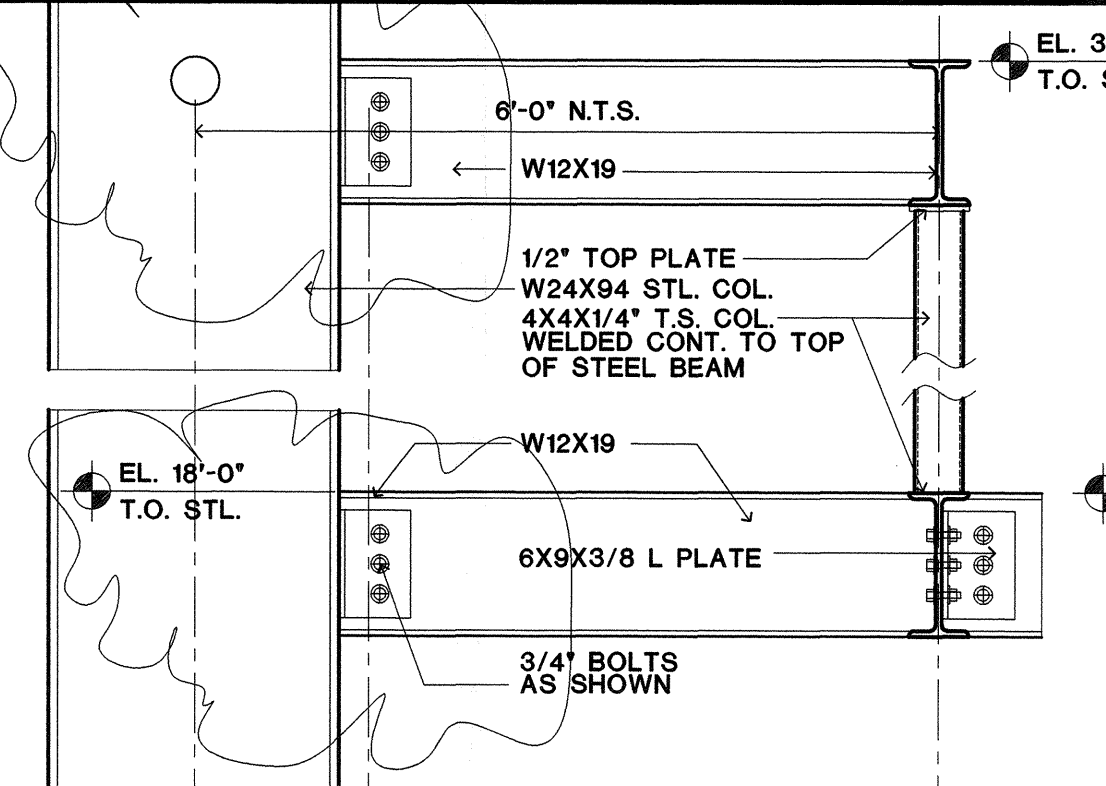 EL. 3
T.O.
6'-0" N.T.S.
W12X19
1/2" TOP PLATE
W24X94 STL. COL.
4X4X1/4" T.S. COL.
WELDED CONT. TO TOP
OF STEEL BEAM
W12X19
EL. 18'-0"
T.O. STL.
6X9X3/8 L PLATE
3/4" BOLTS
AS SHOWN